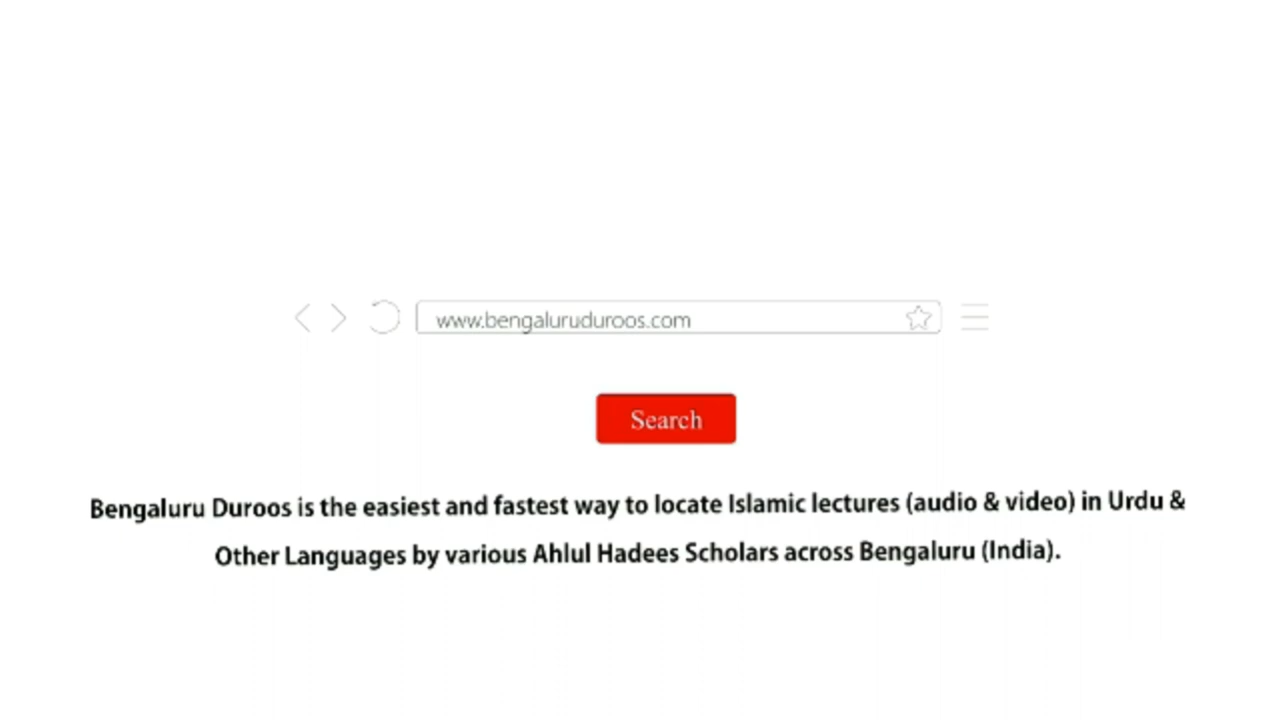 www.bengaluruduroos.com
Search
Bengaluru Duroos is the easiest and fastest way to locate Islamic lectures (audio & video) in Urdu &
Other Languages by various Ahlul Hadees Scholars across Bengaluru (India).